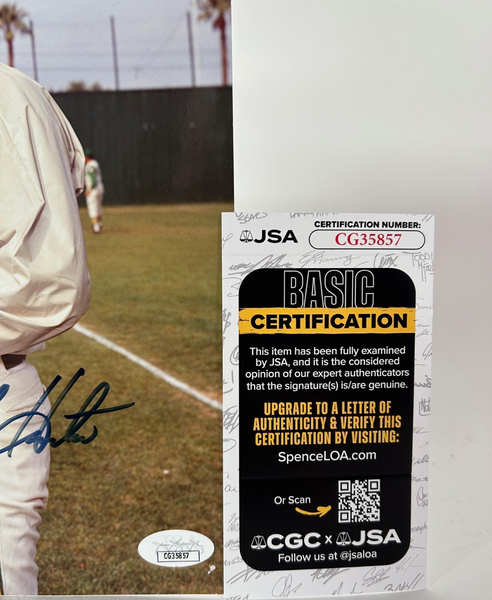 JSA
CERTIFICATION NUMBER:
CG35857
BASIC
CERTIFICATION
This item has been fully examined
by JSA, and it is the considered
opinion of our expert authenticators
that the signature(s) is/are genuine.
UPGRADE TO A LETTER OF
AUTHENTICITY & VERIFY THIS
CERTIFICATION BY VISITING:
SpenceLOA.com
Or Scan
CGC x JSA
Follow us at @jsaloa
Hunter
CG35857